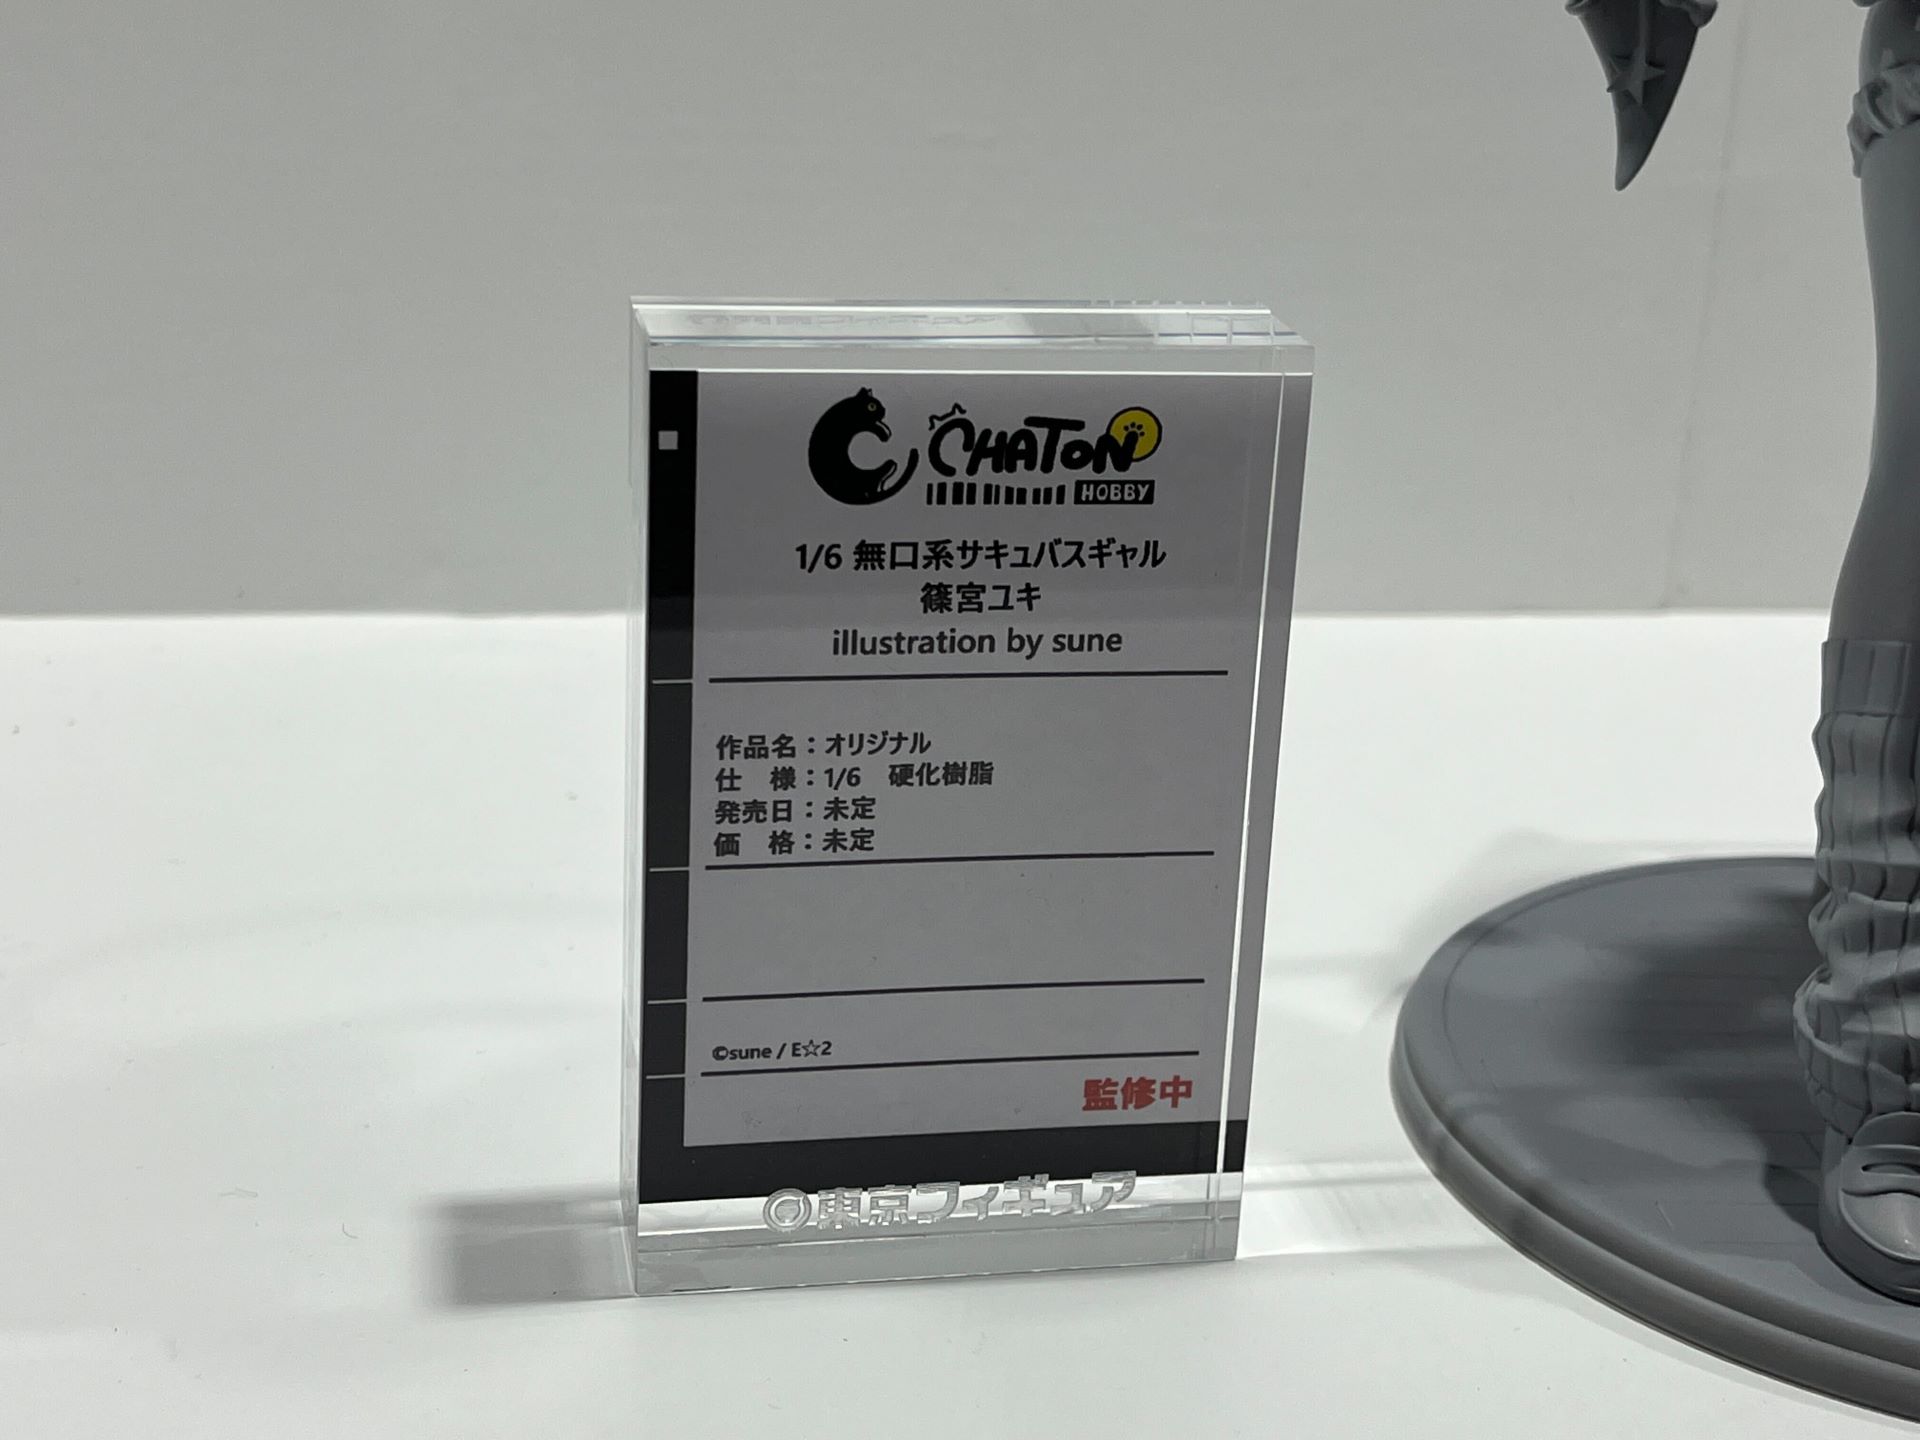 CHATON
HOBBY
1/6 無口系サキュバスギャル
篠宮ユキ
illustration by sune
作品名：オリジナル
仕　様：1/6　硬化樹脂
発売日：未定
価　格：未定
©sune / E☆2
監修中
東京フィギュア